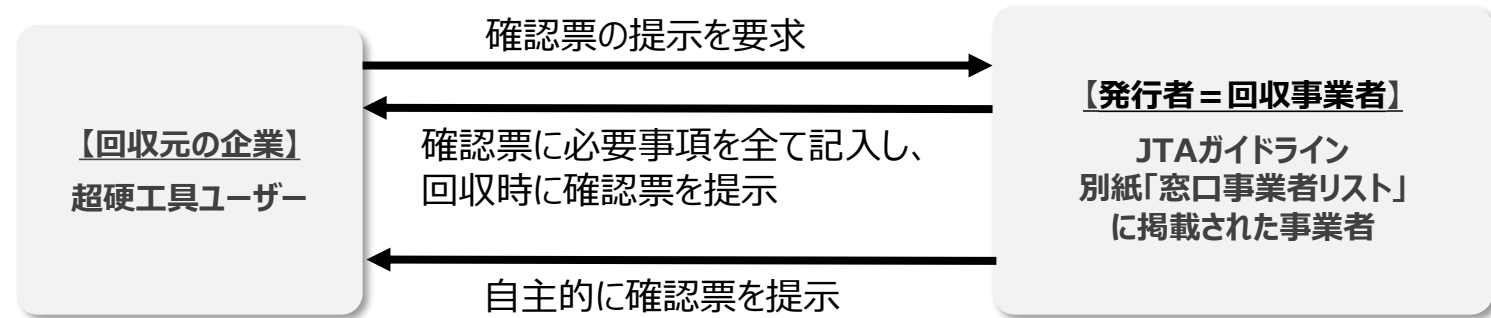 確認票の提示を要求
【回収元の企業】
超硬工具ユーザー
確認票に必要事項を全て記入し、
回収時に確認票を提示
自主的に確認票を提示
【発行者=回収事業者】
JTAガイドライン
別紙「窓口事業者リスト」
に掲載された事業者